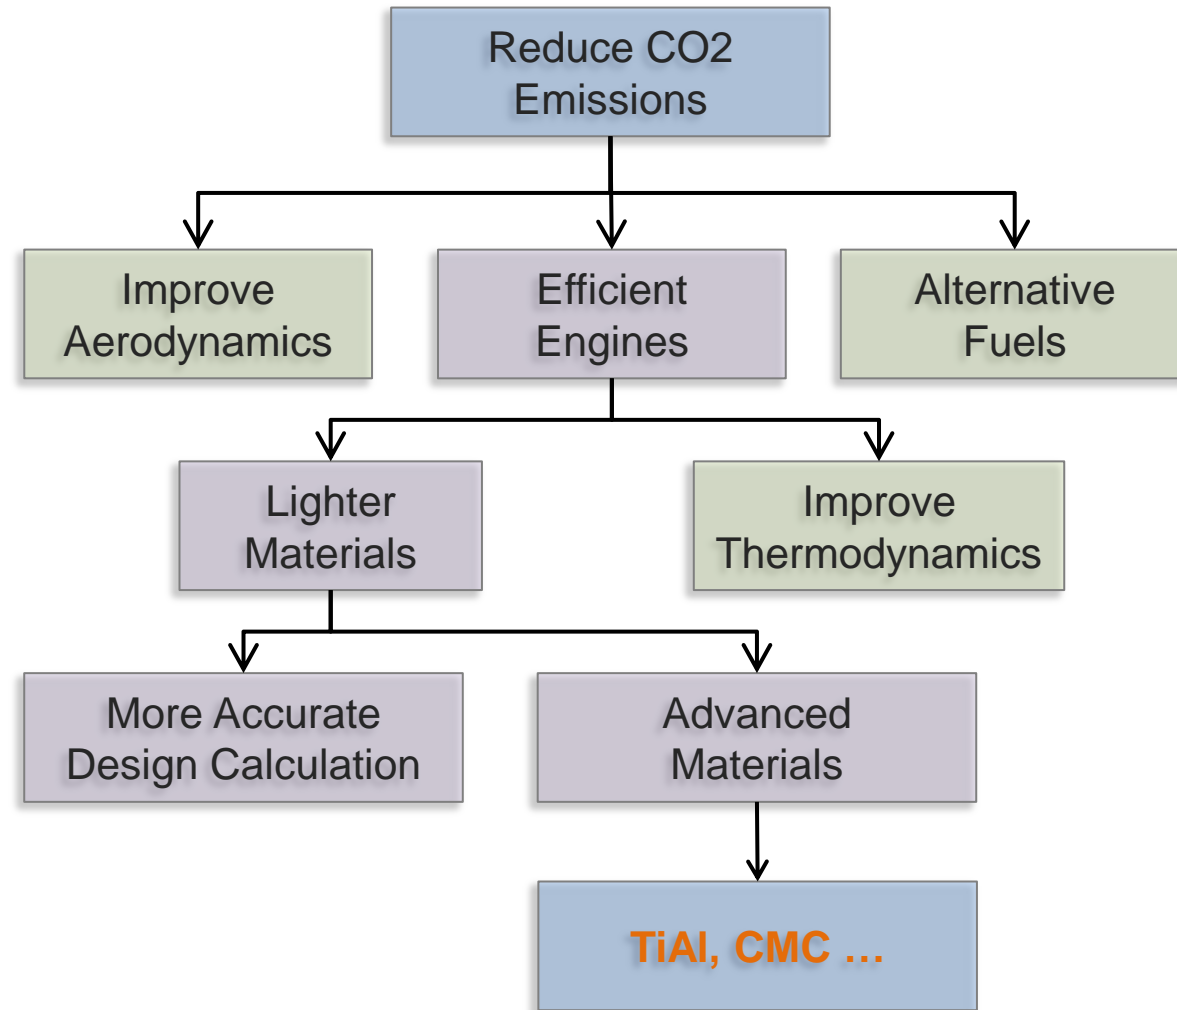 Reduce CO2
Emissions
Improve
Aerodynamics
Efficient
Engines
Alternative
Fuels
Lighter
Materials
Improve
Thermodynamics
More Accurate
Design Calculation
Advanced
Materials
TiAl, CMC …